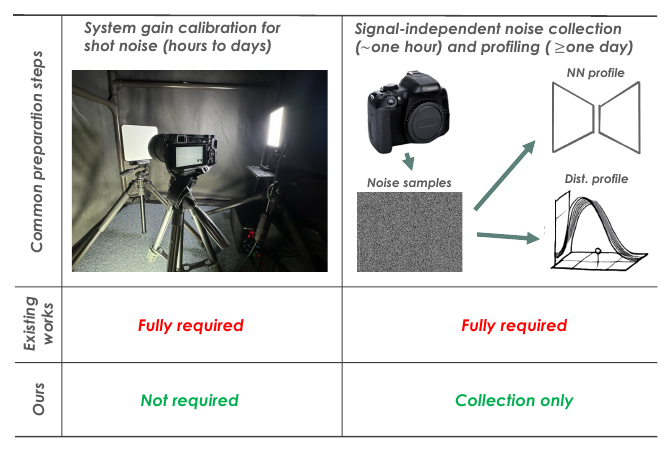 System gain calibration for
shot noise (hours to days)
Signal-independent noise collection
(~one hour) and profiling ( ≥one day)
Common preparation steps
NN profile
Noise samples
Dist. profile
Existing
works
Fully required
Fully required
Ours
Not required
Collection only